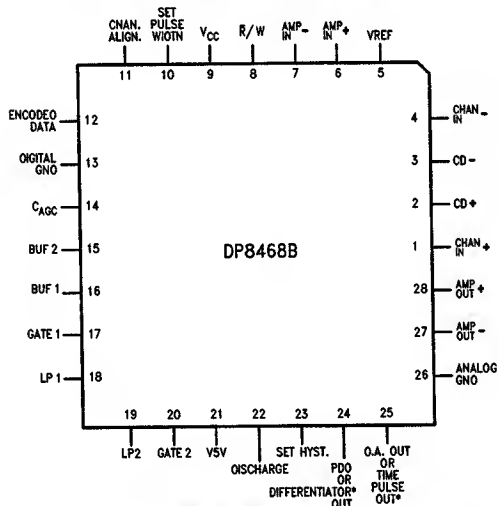 CNAN.
ALIGN.
SET
PULSE
WIOTN
VCC
R̅/W
AMP-
IN
AMP+
IN
VREF
11
10
9
8
7
6
5
ENCODEO
DATA
12
OIGITAL
GNO
13
CAGC
14
BUF 2
15
BUF 1
16
GATE 1
17
LP 1
18
DP8468B
4
CHAN -
IN
3
CD -
2
CD +
1
CHAN +
IN
28
AMP +
OUT
27
AMP -
OUT
26
ANALOG
GNO
19
20
21
22
23
24
25
LP2
GATE 2
V5V
OISCHARGE
SET HYST.
PDO
OR
DIFFERENTIATOR*
OUT
O.A. OUT
OR
TIME
PULSE
OUT*